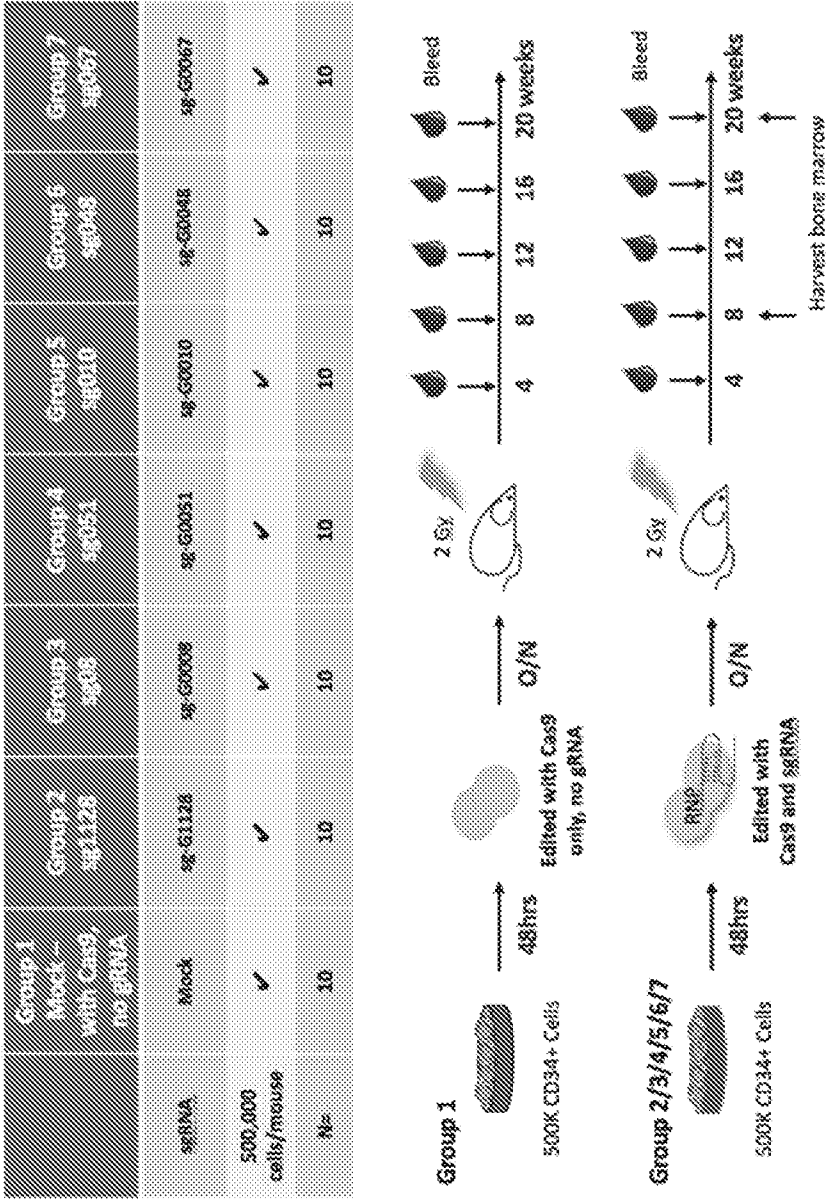 Group 1
Mock –
with Cas9,
no gRNA
Group 2
sg1128
Group 3
sg08
Group 4
sg051
Group 5
sg010
Group 6
sg048
Group 7
sg067
sgRNA
Mock
sg-G1128
sg-G0008
sg-G0051
sg-G0010
sg-G0048
sg-G0067
500,000
cells/mouse
✓ ✓ ✓ ✓ ✓ ✓ ✓
N=
10 10 10 10 10 10 10
Group 1
500K CD34+ Cells
48hrs
Edited with Cas9
only, no gRNA
O/N
2 Gy
4 8 12 16 20 weeks
Bleed
Group 2/3/4/5/6/7
500K CD34+ Cells
48hrs
RNP
Edited with
Cas9 and sgRNA
O/N
2 Gy
4 8 12 16 20 weeks
Bleed
Harvest bone marrow